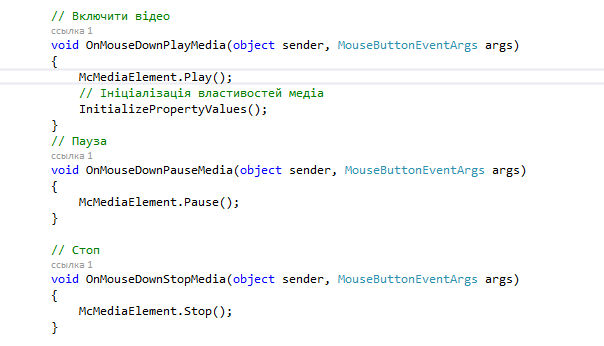 // Включити відео
ссылка 1
void OnMouseDownPlayMedia(object sender, MouseButtonEventArgs args)
{
McMediaElement.Play();
// Ініціалізація властивостей медіа
InitializePropertyValues();
}
// Пауза
ссылка 1
void OnMouseDownPauseMedia(object sender, MouseButtonEventArgs args)
{
McMediaElement.Pause();
}
// Стоп
ссылка 1
void OnMouseDownStopMedia(object sender, MouseButtonEventArgs args)
{
McMediaElement.Stop();
}